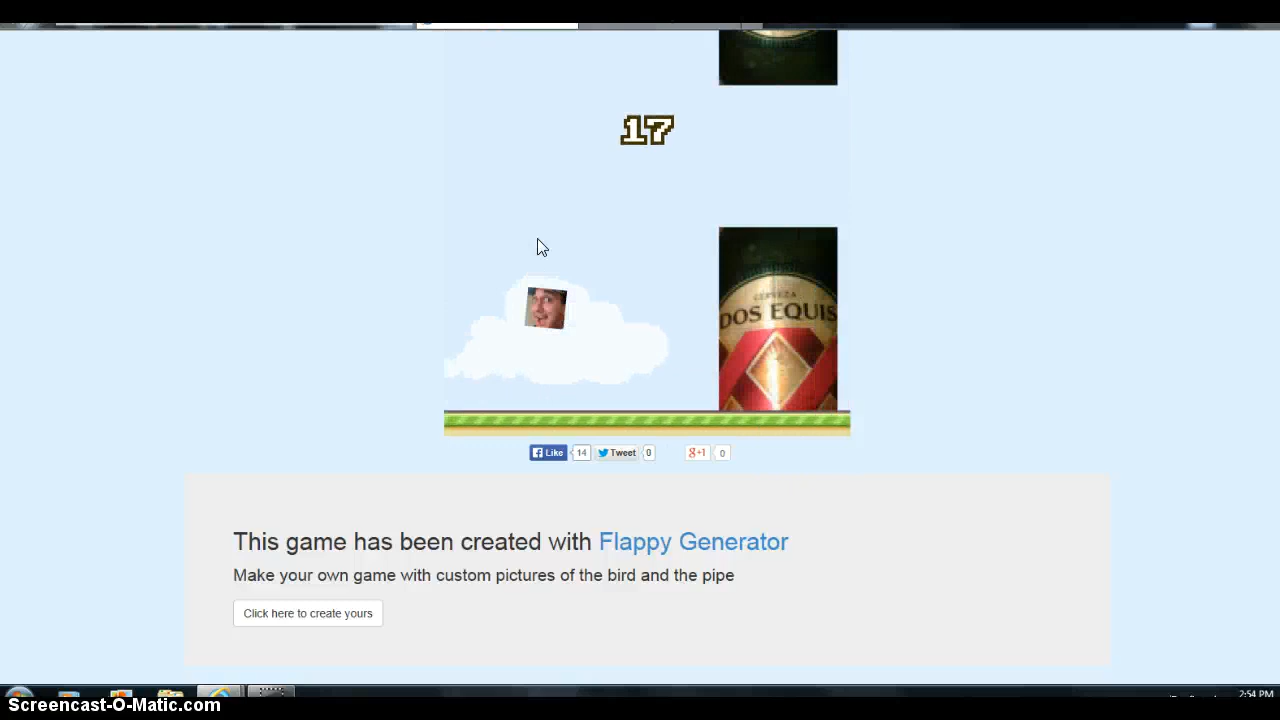 17
CERVEZA
DOS EQUIS
Like 14 Tweet 0 g+1 0
This game has been created with Flappy Generator
Make your own game with custom pictures of the bird and the pipe
Click here to create yours
2:54 PM
Screencast-O-Matic.com